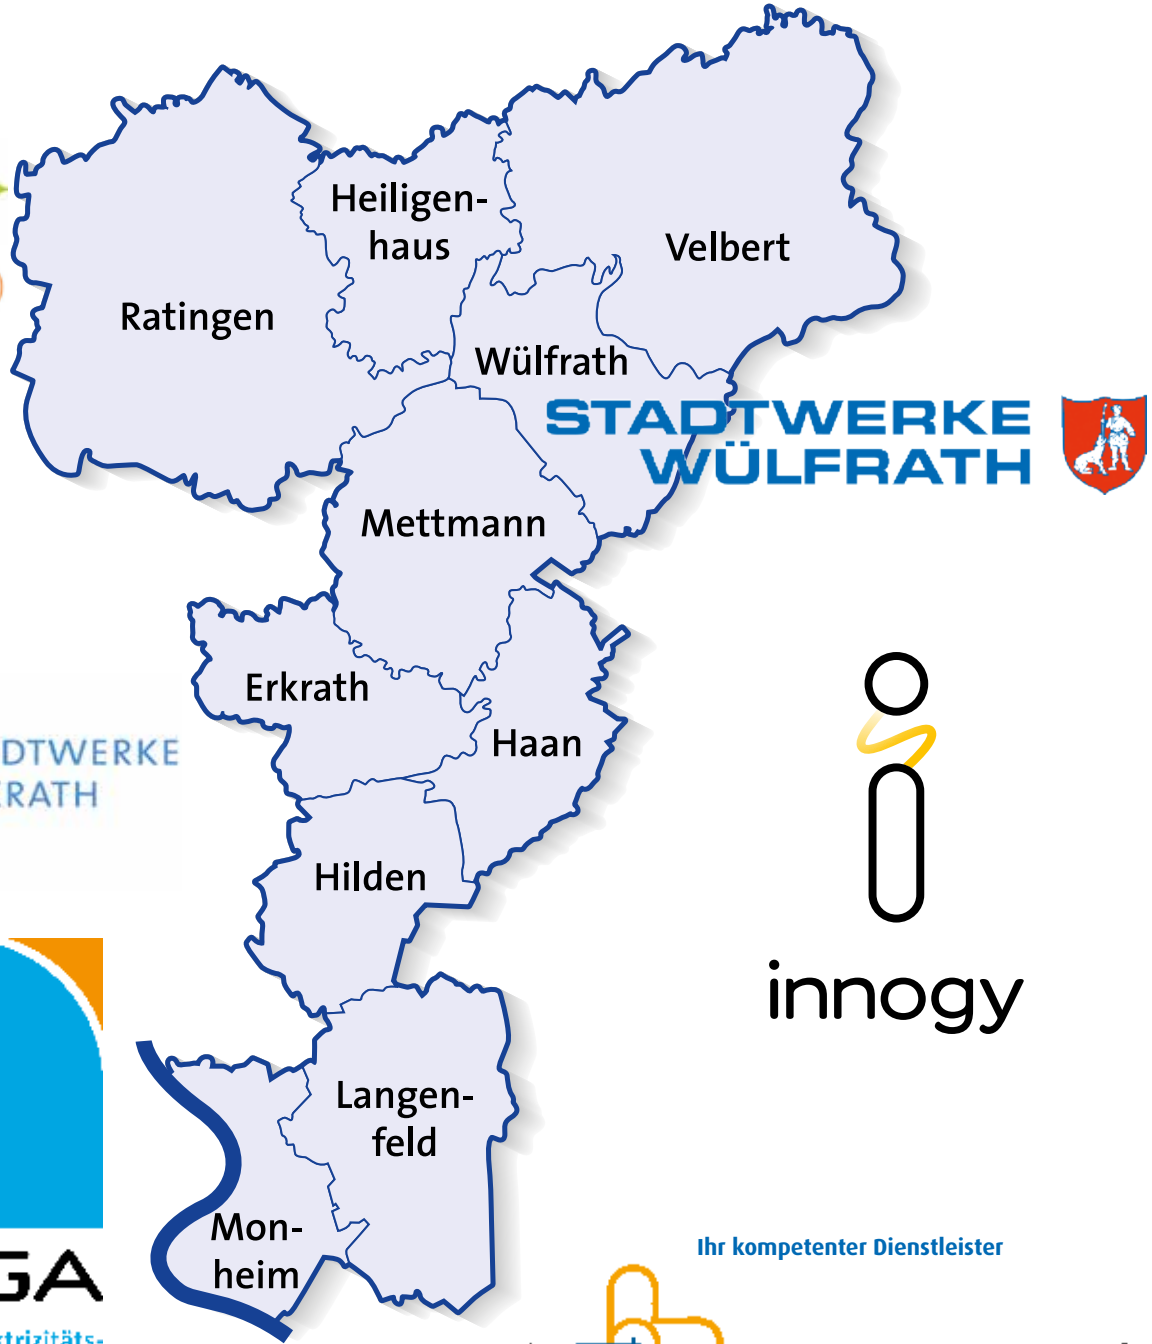 Heiligen-
haus
Velbert
Ratingen
Wülfrath
STADTWERKE
WÜLFRATH
Mettmann
Erkrath
Haan
DTWERKE
RATH
Hilden
innogy
Langen-
feld
Mon-
heim
Ihr kompetenter Dienstleister
GA
ktrizitäts-